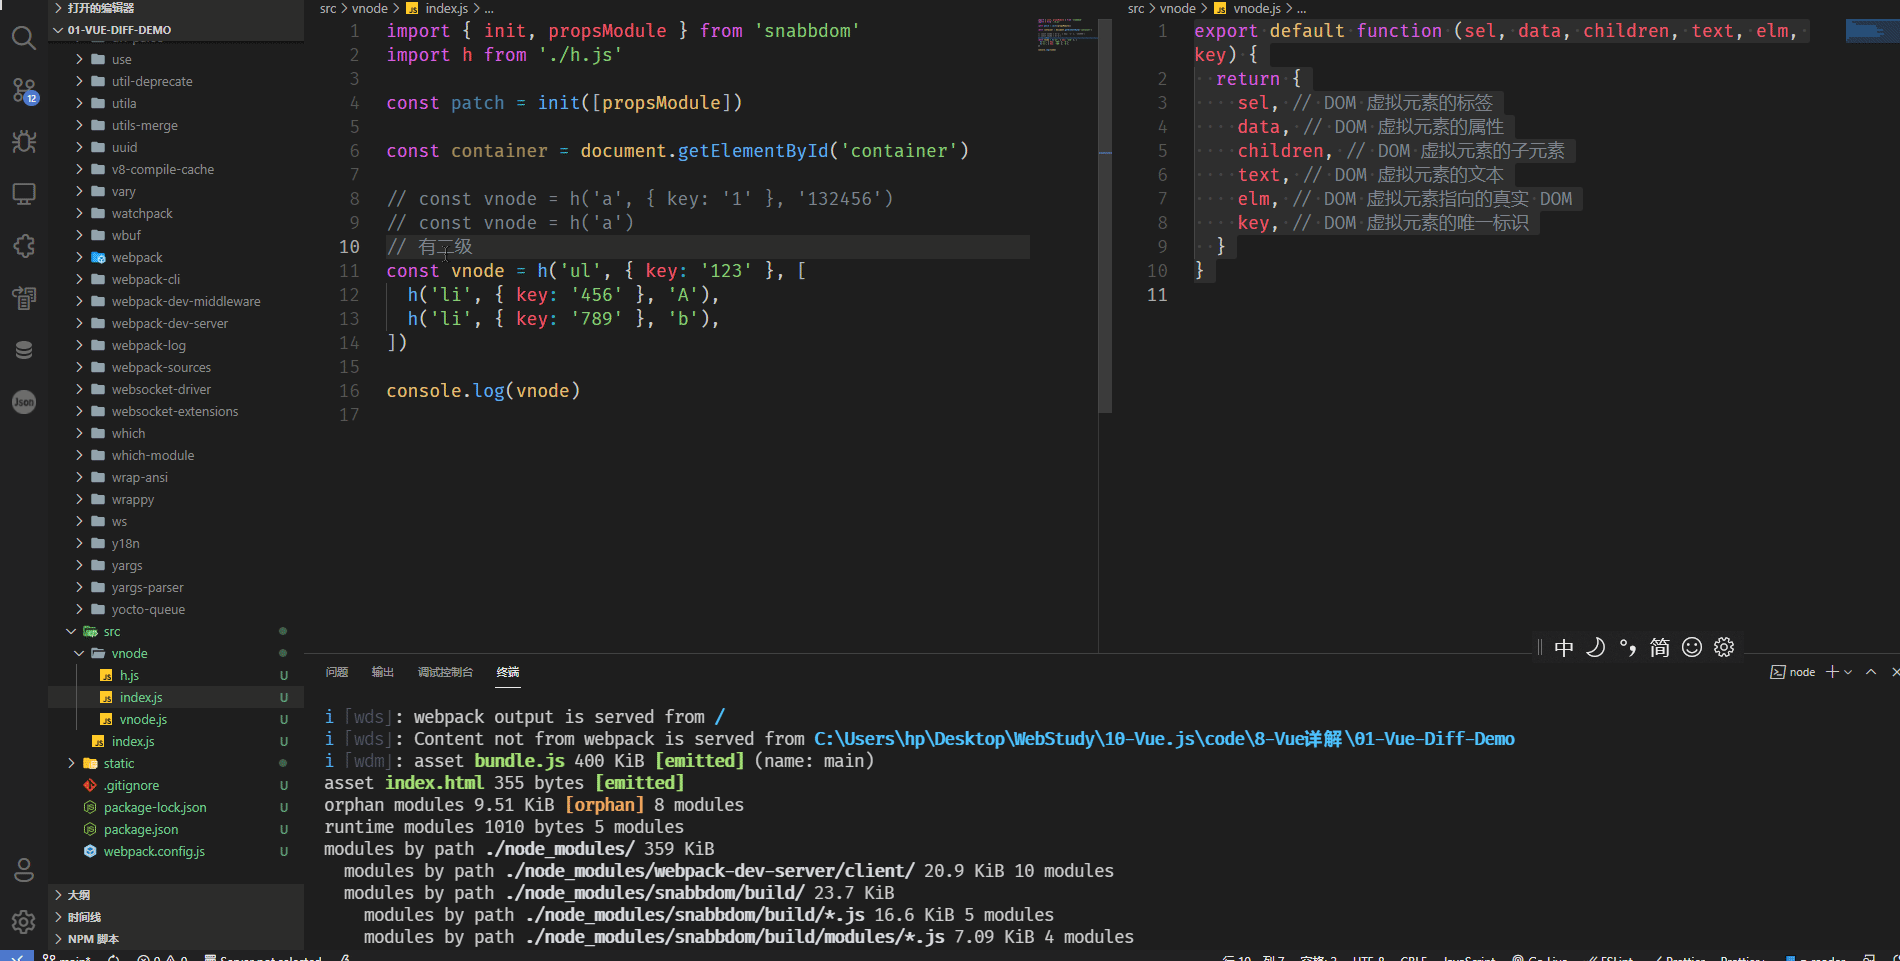 打开的编辑器
01-VUE-DIFF-DEMO
use
util-deprecate
utila
utils-merge
uuid
v8-compile-cache
vary
watchpack
wbuf
webpack
webpack-cli
webpack-dev-middleware
webpack-dev-server
webpack-log
webpack-sources
websocket-driver
websocket-extensions
which
which-module
wrap-ansi
wrappy
ws
y18n
yargs
yargs-parser
yocto-queue
src
vnode
h.js U
index.js U
vnode.js U
index.js U
static
.gitignore U
package-lock.json U
package.json U
webpack.config.js U
大纲
时间线
NPM 脚本
12
Json
src > vnode > JS index.js > ...
1 import { init, propsModule } from 'snabbdom'
2 import h from './h.js'
3
4 const patch = init([propsModule])
5
6 const container = document.getElementById('container')
7
8 // const vnode = h('a', { key: '1' }, '132456')
9 // const vnode = h('a')
10 // 有二级
11 const vnode = h('ul', { key: '123' }, [
12 h('li', { key: '456' }, 'A'),
13 h('li', { key: '789' }, 'b'),
14 ])
15
16 console.log(vnode)
17
src > vnode > JS vnode.js > ...
1 export default function (sel, data, children, text, elm,
key) {
2 return {
3 sel, // DOM 虚拟元素的标签
4 data, // DOM 虚拟元素的属性
5 children, // DOM 虚拟元素的子元素
6 text, // DOM 虚拟元素的文本
7 elm, // DOM 虚拟元素指向的真实 DOM
8 key, // DOM 虚拟元素的唯一标识
9 }
10 }
11
中 简
问题 输出 调试控制台 终端
node
i ｢wds｣: webpack output is served from /
i ｢wds｣: Content not from webpack is served from C:\Users\hp\Desktop\WebStudy\10-Vue.js\code\8-Vue详解\01-Vue-Diff-Demo
i ｢wdm｣: asset bundle.js 400 KiB [emitted] (name: main)
asset index.html 355 bytes [emitted]
orphan modules 9.51 KiB [orphan] 8 modules
runtime modules 1010 bytes 5 modules
modules by path ./node_modules/ 359 KiB
modules by path ./node_modules/webpack-dev-server/client/ 20.9 KiB 10 modules
modules by path ./node_modules/snabbdom/build/ 23.7 KiB
modules by path ./node_modules/snabbdom/build/*.js 16.6 KiB 5 modules
modules by path ./node_modules/snabbdom/build/modules/*.js 7.09 KiB 4 modules